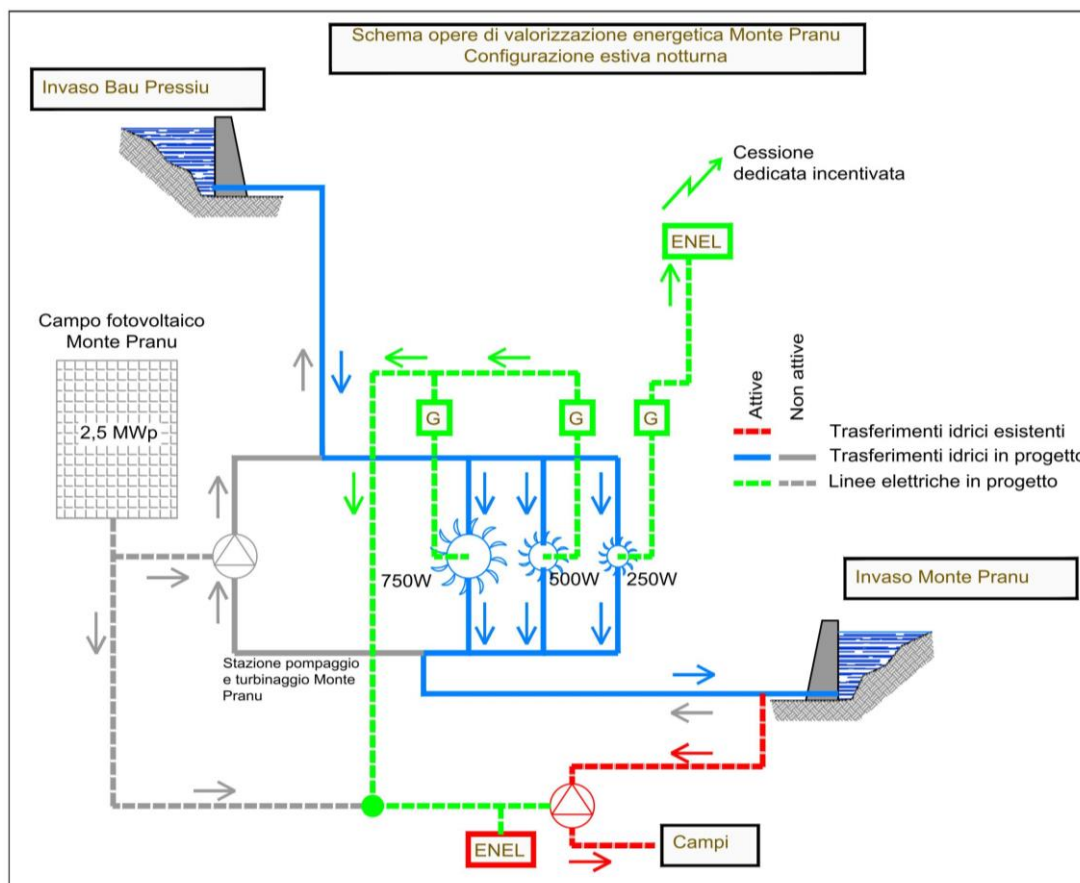 Schema opere di valorizzazione energetica Monte Pranu
Configurazione estiva notturna
Invaso Bau Pressiu
Cessione
dedicata incentivata
ENEL
Campo fotovoltaico
Monte Pranu
2,5 MWp
G
G
G
Attive
Non attive
Trasferimenti idrici esistenti
Trasferimenti idrici in progetto
Linee elettriche in progetto
750W
500W
250W
Invaso Monte Pranu
Stazione pompaggio
e turbinaggio Monte
Pranu
ENEL
Campi